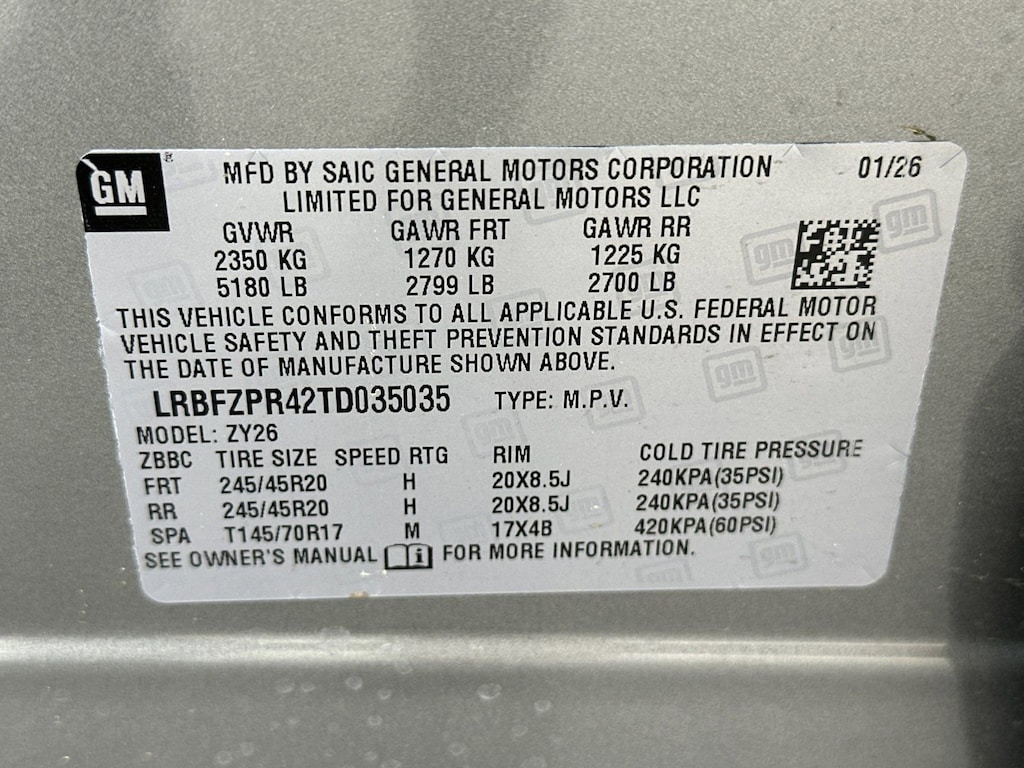 GM ®
MFD BY SAIC GENERAL MOTORS CORPORATION 01/26
LIMITED FOR GENERAL MOTORS LLC
GVWR GAWR FRT GAWR RR
2350 KG 1270 KG 1225 KG
5180 LB 2799 LB 2700 LB
THIS VEHICLE CONFORMS TO ALL APPLICABLE U.S. FEDERAL MOTOR
VEHICLE SAFETY AND THEFT PREVENTION STANDARDS IN EFFECT ON
THE DATE OF MANUFACTURE SHOWN ABOVE.
LRBFZPR42TD035035 TYPE: M.P.V.
MODEL: ZY26
ZBBC TIRE SIZE SPEED RTG RIM COLD TIRE PRESSURE
FRT 245/45R20 H 20X8.5J 240KPA(35PSI)
RR 245/45R20 H 20X8.5J 240KPA(35PSI)
SPA T145/70R17 M 17X4B 420KPA(60PSI)
SEE OWNER'S MANUAL i FOR MORE INFORMATION.